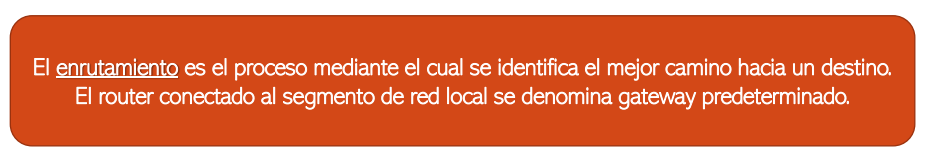 El enrutamiento es el proceso mediante el cual se identifica el mejor camino hacia un destino.
El router conectado al segmento de red local se denomina gateway predeterminado.